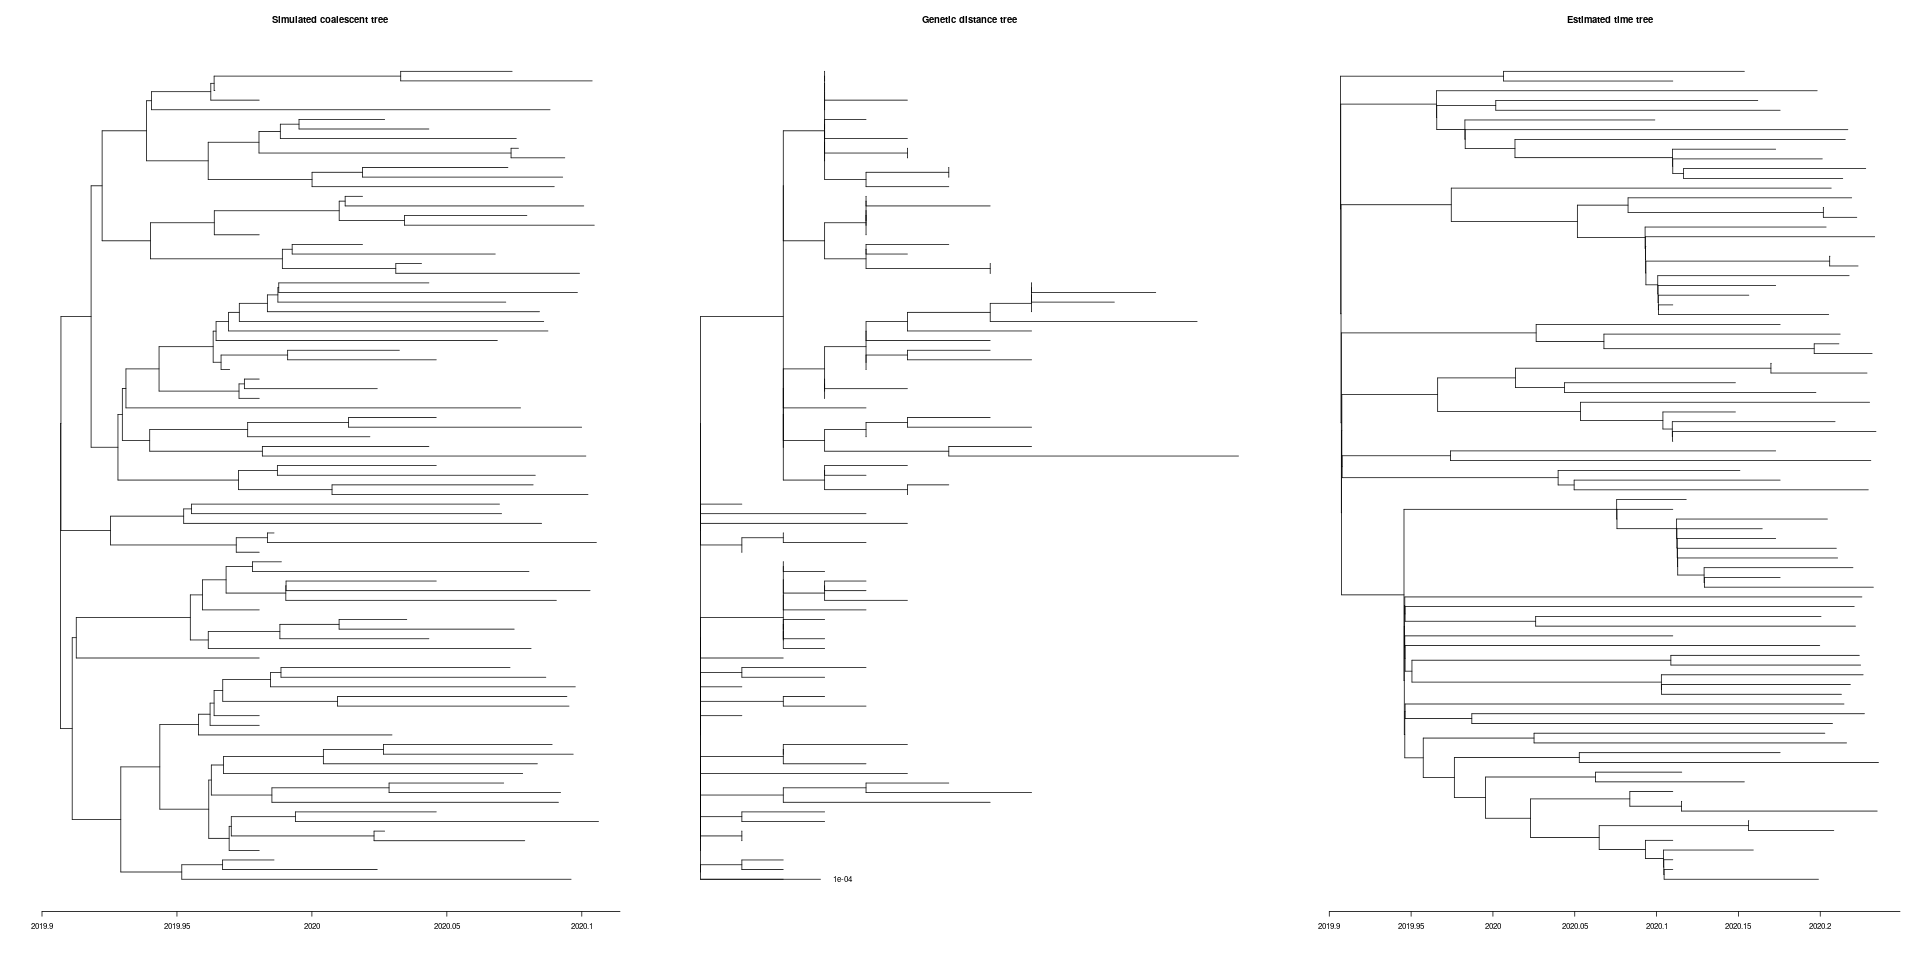 Simulated coalescent tree
Genetic distance tree
Estimated time tree
1e-04
2019.9 2019.95 2020 2020.05 2020.1
2019.9 2019.95 2020 2020.05 2020.1 2020.15 2020.2